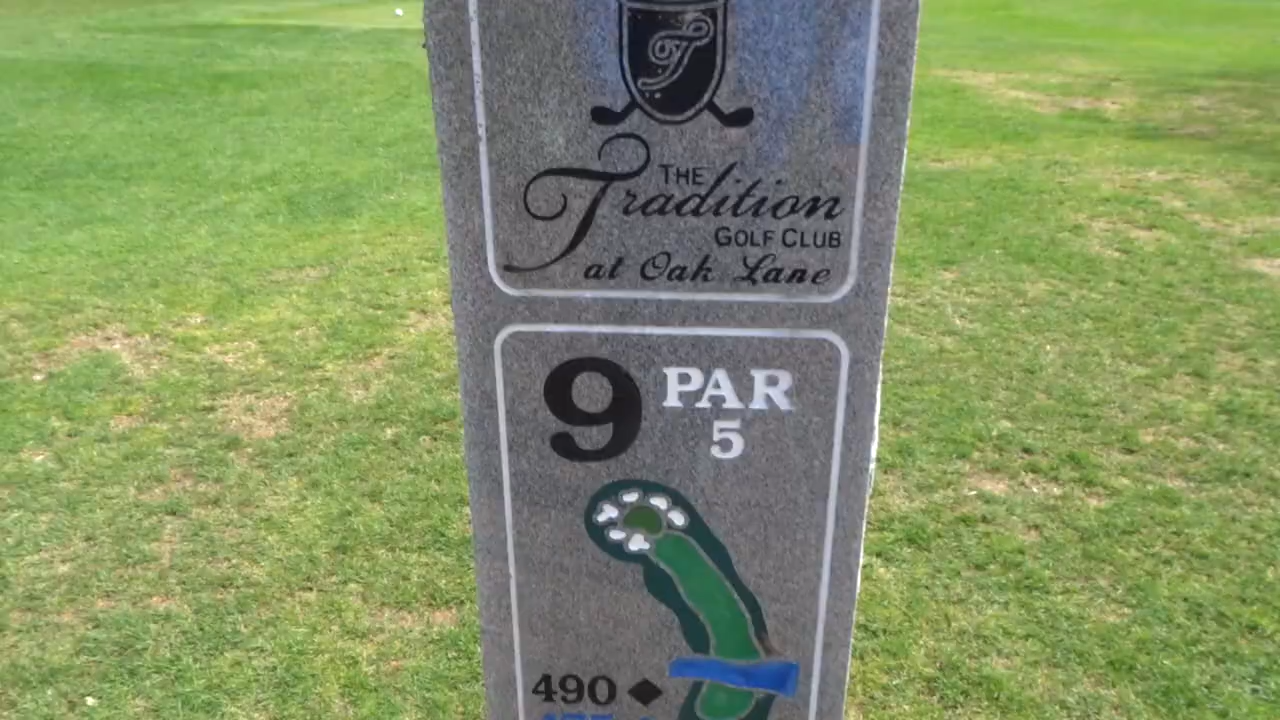 T
THE
Tradition
GOLF CLUB
at Oak Lane
9 PAR
5
490